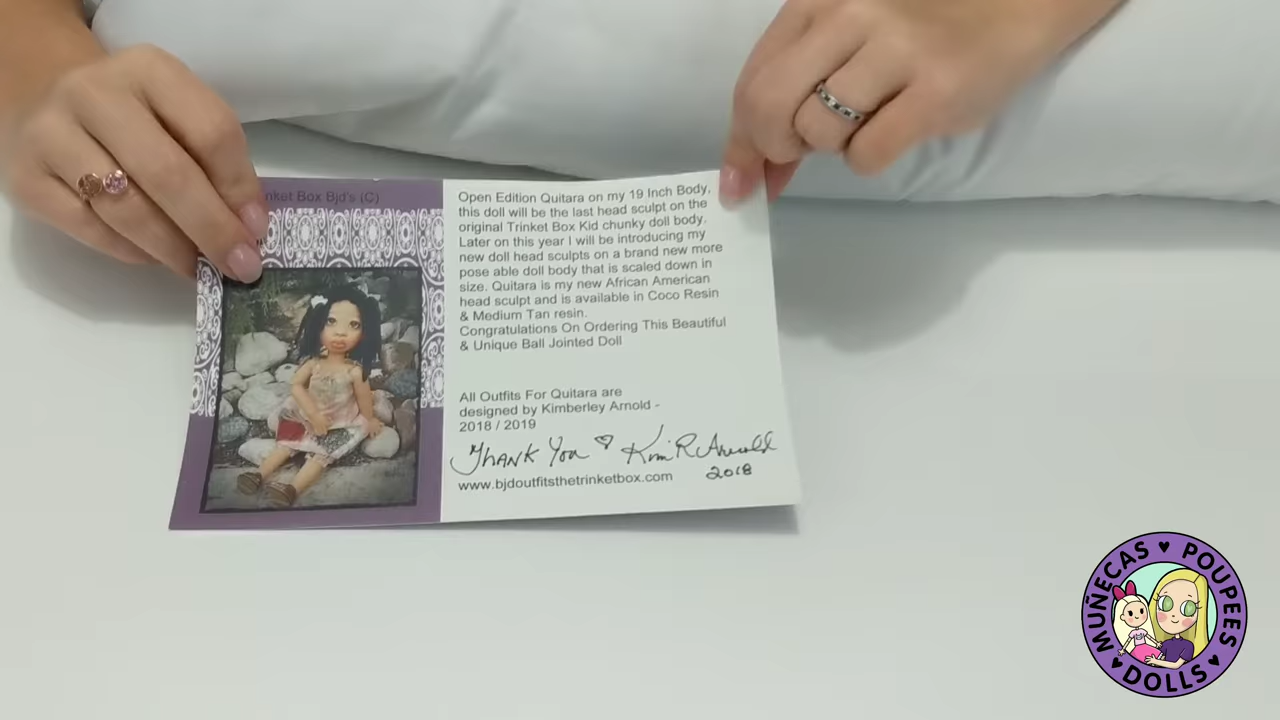 Trinket Box Bjd's (C)
Open Edition Quitara on my 19 Inch Body,
this doll will be the last head sculpt on the
original Trinket Box Kid chunky doll body.
Later on this year I will be introducing my
new doll head sculpts on a brand new more
pose able doll body that is scaled down in
size. Quitara is my new African American
head sculpt and is available in Coco Resin
& Medium Tan resin.
Congratulations On Ordering This Beautiful
& Unique Ball Jointed Doll
All Outfits For Quitara are
designed by Kimberley Arnold -
2018 / 2019
Thank You ♡ Kim R Arnold
2018
www.bjdoutfitsthetrinketbox.com
MUÑECAS ♥ POUPEES ♥ DOLLS ♥